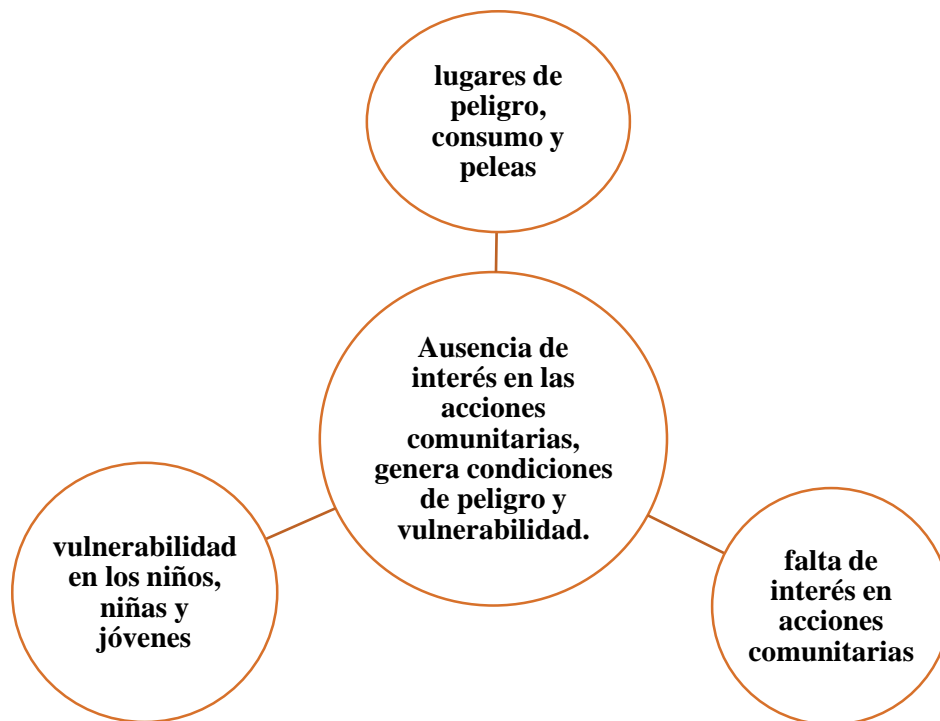 lugares de
peligro,
consumo y
peleas
Ausencia de
interés en las
acciones
comunitarias,
genera condiciones
de peligro y
vulnerabilidad.
vulnerabilidad
en los niños,
niñas y
jóvenes
falta de
interés en
acciones
comunitarias